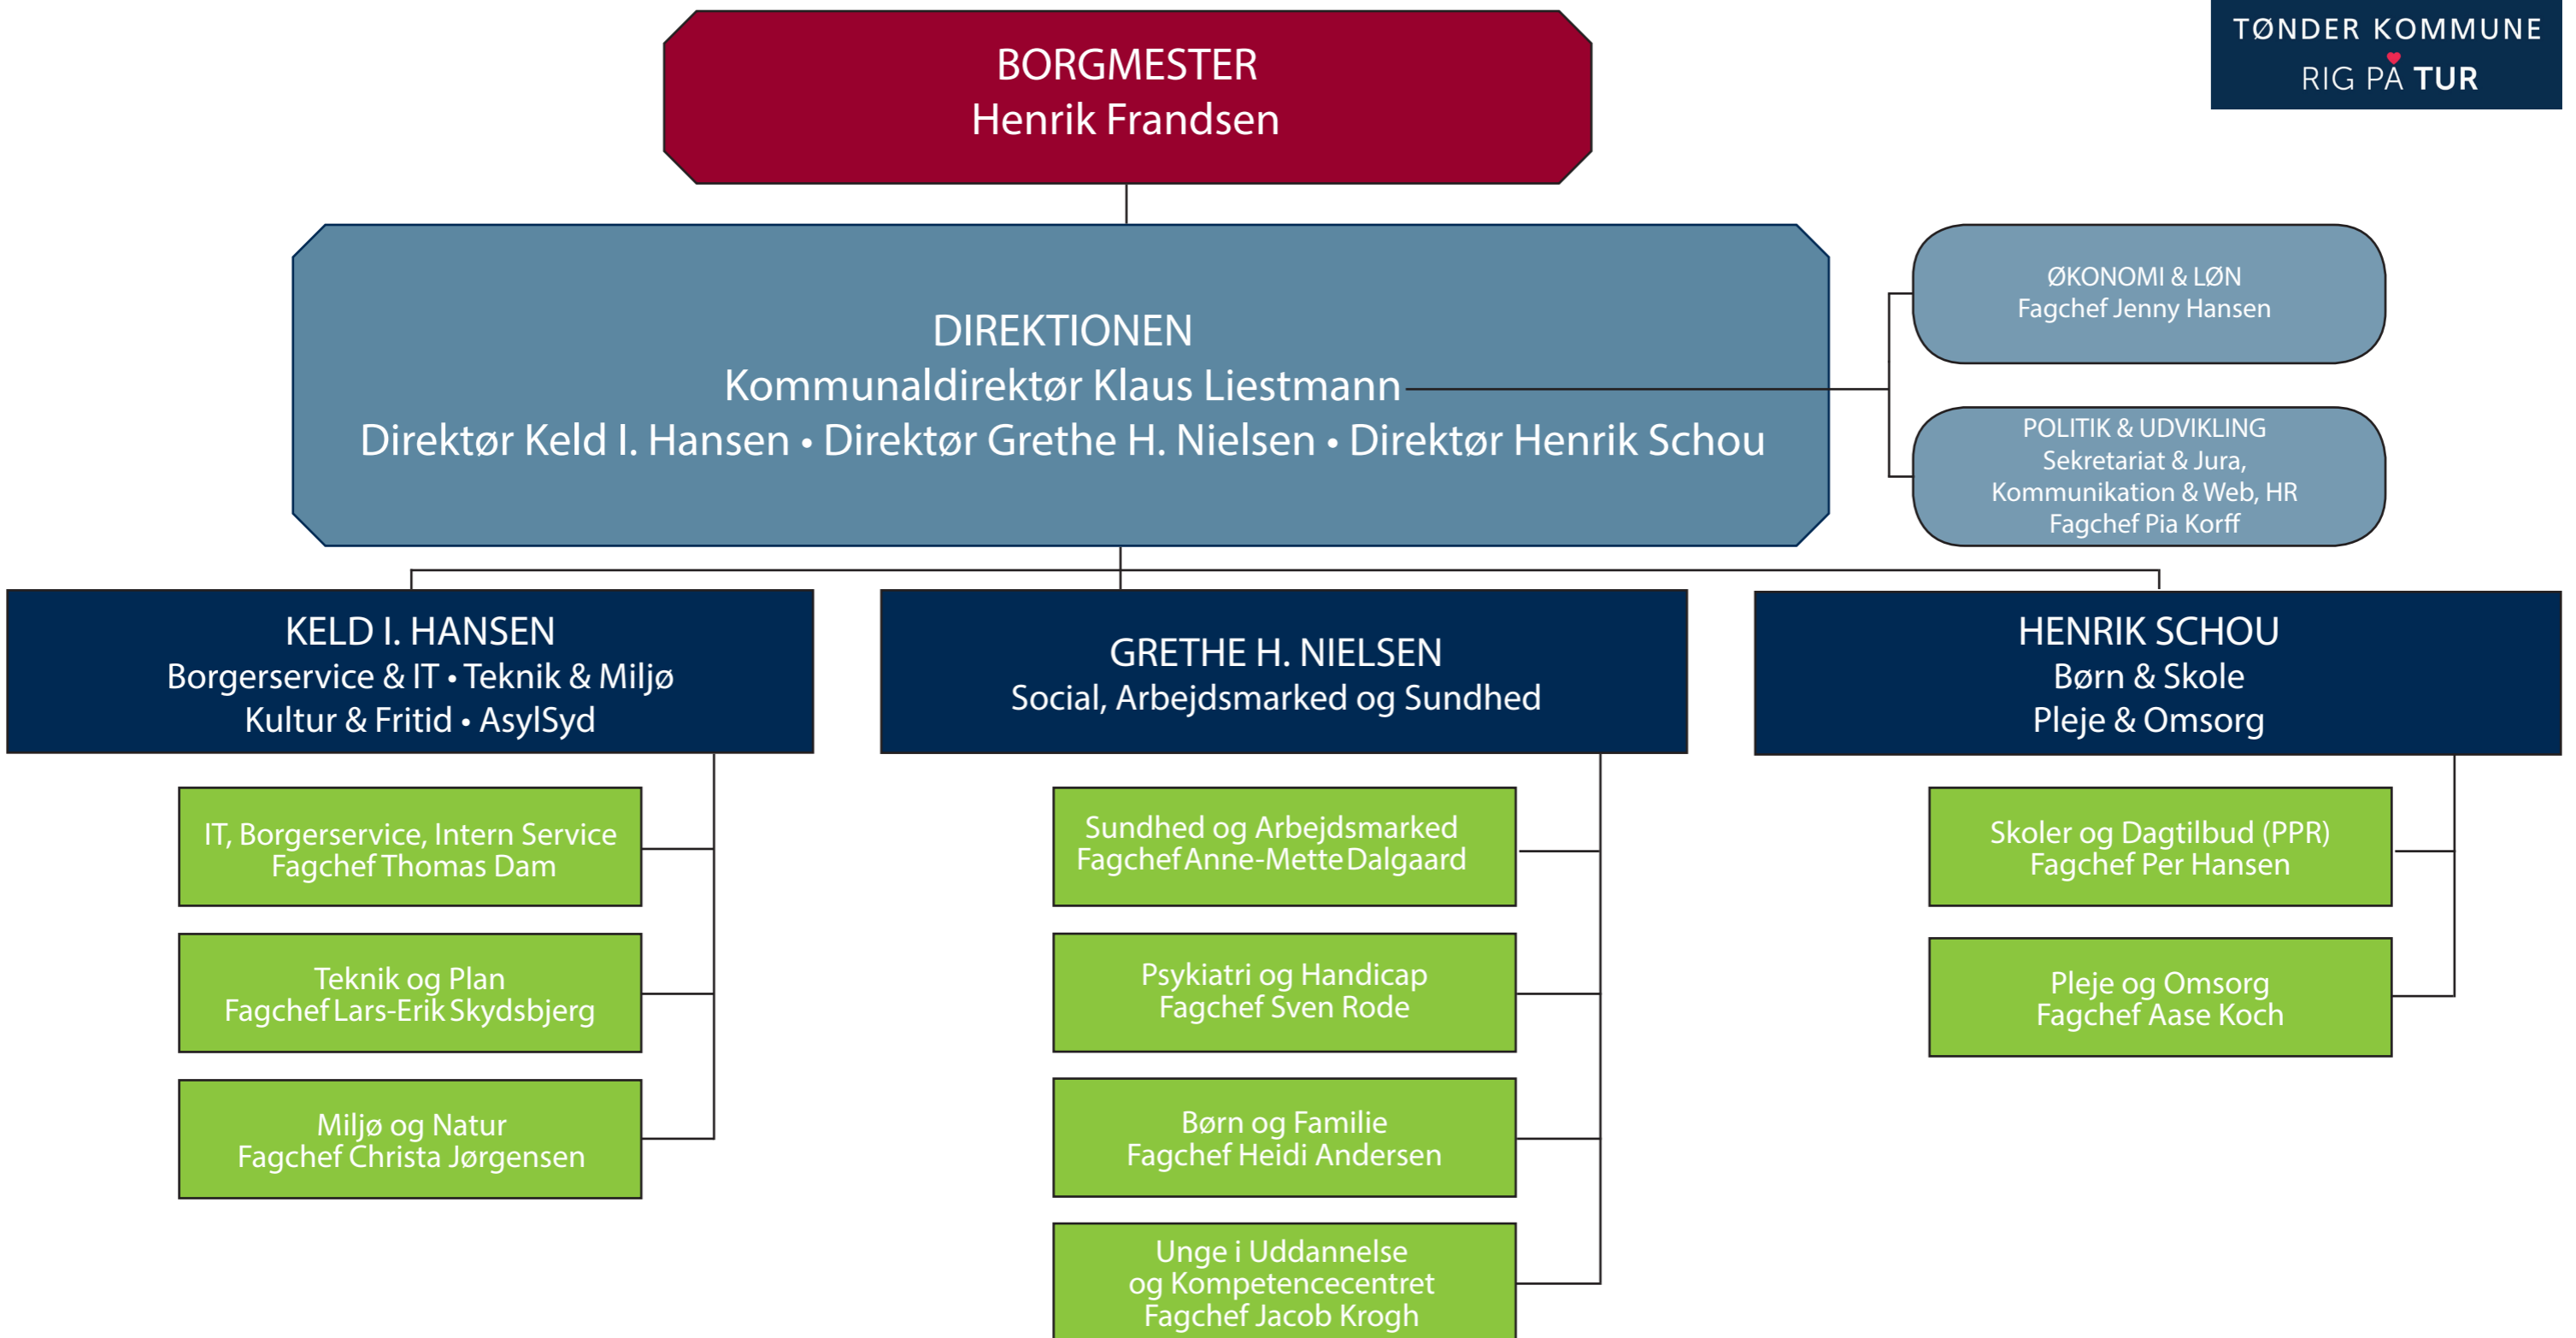 TØNDER KOMMUNE
RIG PÅ TUR
BORGMESTER
Henrik Frandsen
DIREKTIONEN
Kommunaldirektør Klaus Liestmann
Direktør Keld I. Hansen • Direktør Grethe H. Nielsen • Direktør Henrik Schou
ØKONOMI & LØN
Fagchef Jenny Hansen
POLITIK & UDVIKLING
Sekretariat & Jura,
Kommunikation & Web, HR
Fagchef Pia Korff
KELD I. HANSEN
Borgerservice & IT • Teknik & Miljø
Kultur & Fritid • AsylSyd
IT, Borgerservice, Intern Service
Fagchef Thomas Dam
Teknik og Plan
Fagchef Lars-Erik Skydsbjerg
Miljø og Natur
Fagchef Christa Jørgensen
GRETHE H. NIELSEN
Social, Arbejdsmarked og Sundhed
Sundhed og Arbejdsmarked
Fagchef Anne-Mette Dalgaard
Psykiatri og Handicap
Fagchef Sven Rode
Børn og Familie
Fagchef Heidi Andersen
Unge i Uddannelse
og Kompetencecentret
Fagchef Jacob Krogh
HENRIK SCHOU
Børn & Skole
Pleje & Omsorg
Skoler og Dagtilbud (PPR)
Fagchef Per Hansen
Pleje og Omsorg
Fagchef Aase Koch